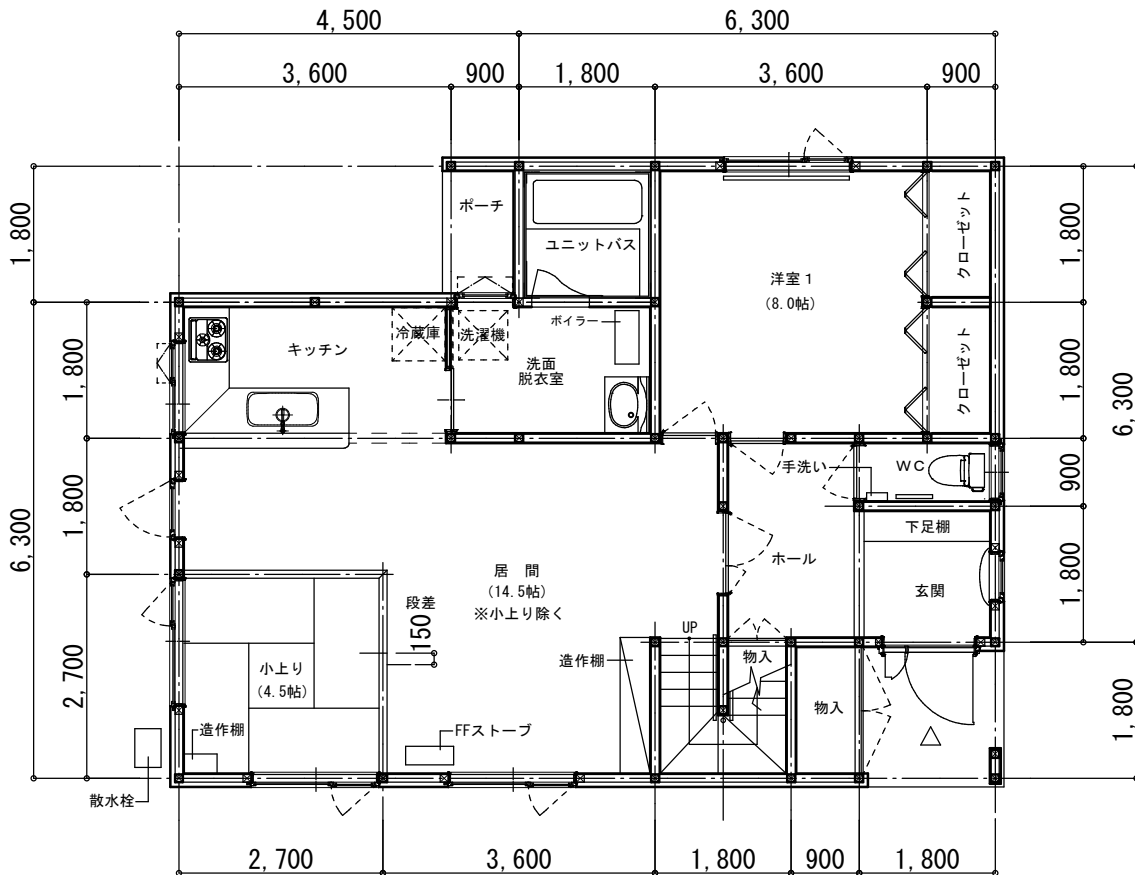 4,500
6,300
3,600
900
1,800
3,600
900
1,800
6,300
1,800
1,800
2,700
1,800
1,800
900
1,800
1,800
6,300
ポーチ
ユニットバス
洋室1
(8.0帖)
クローゼット
クローゼット
キッチン
冷蔵庫
洗濯機
ボイラー
洗面
脱衣室
手洗い
WC
下足棚
ホール
玄関
居 間
(14.5帖)
※小上り除く
段差
150
小上り
(4.5帖)
造作棚
UP
物入
造作棚
物入
FFストーブ
散水栓
2,700
3,600
1,800
900
1,800